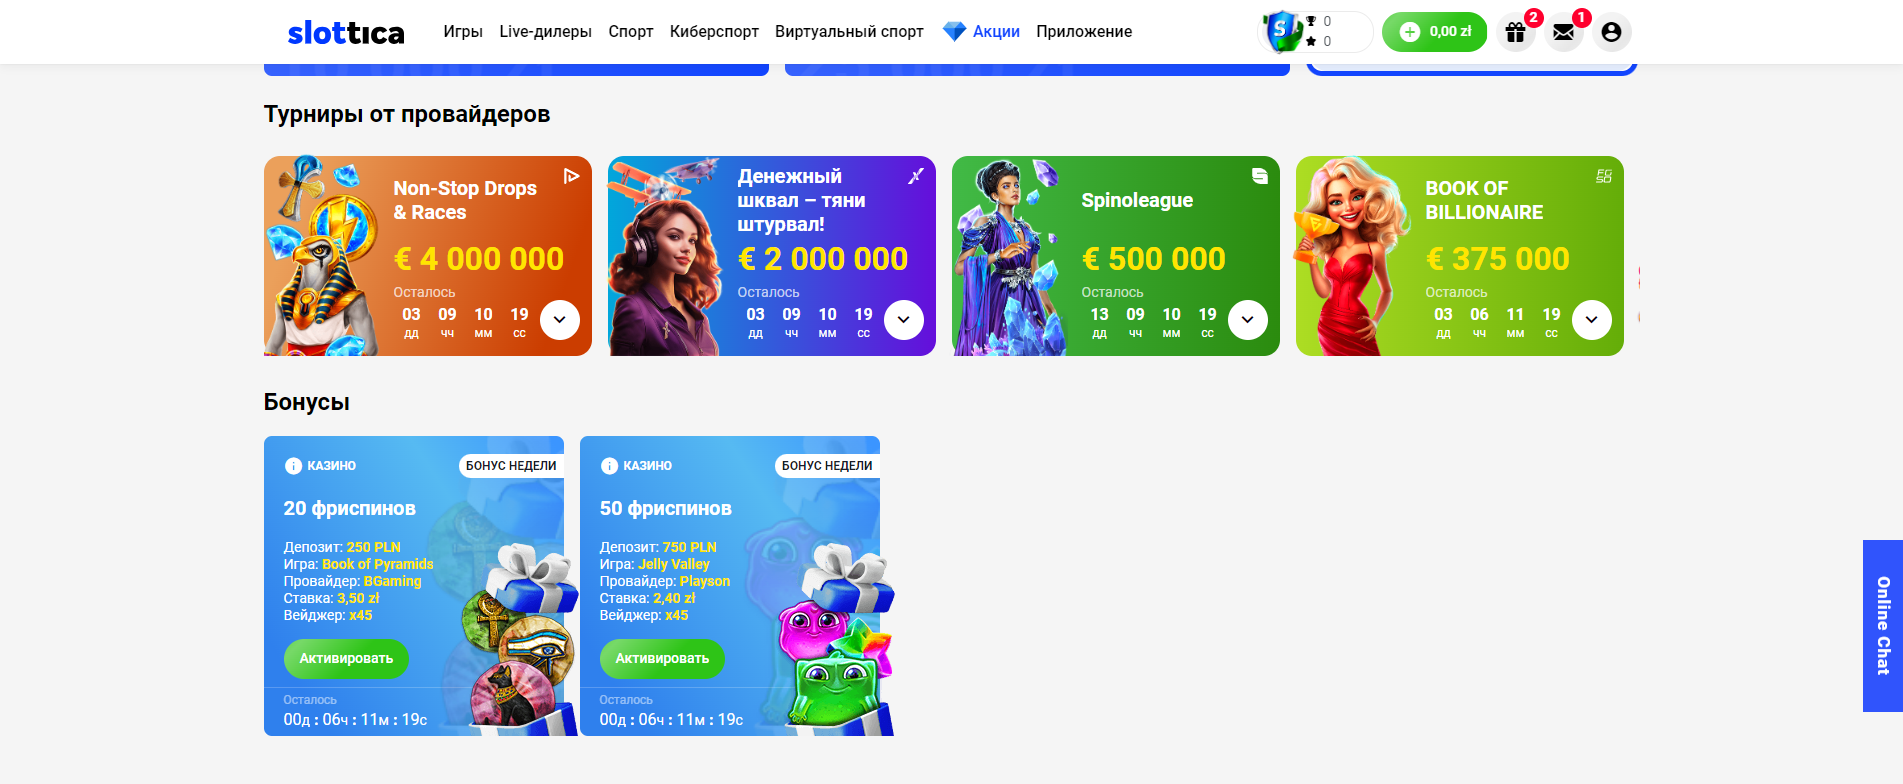 slottica
Игры Live-дилеры Спорт Киберспорт Виртуальный спорт Акции Приложение
0
0
0,00 zł
2
1
Турниры от провайдеров
Non-Stop Drops
& Races
€ 4 000 000
Осталось
03 09 10 19
дд чч мм сс
Денежный
шквал – тяни
штурвал!
€ 2 000 000
Осталось
03 09 10 19
дд чч мм сс
Spinoleague
€ 500 000
Осталось
13 09 10 19
дд чч мм сс
BOOK OF
BILLIONAIRE
€ 375 000
Осталось
03 06 11 19
дд чч мм сс
Бонусы
КАЗИНО
БОНУС НЕДЕЛИ
20 фриспинов
Депозит: 250 PLN
Игра: Book of Pyramids
Провайдер: BGaming
Ставка: 3,50 zł
Вейджер: x45
Активировать
Осталось
00д : 06ч : 11м : 19с
КАЗИНО
БОНУС НЕДЕЛИ
50 фриспинов
Депозит: 750 PLN
Игра: Jelly Valley
Провайдер: Playson
Ставка: 2,40 zł
Вейджер: x45
Активировать
Осталось
00д : 06ч : 11м : 19с
Online Chat